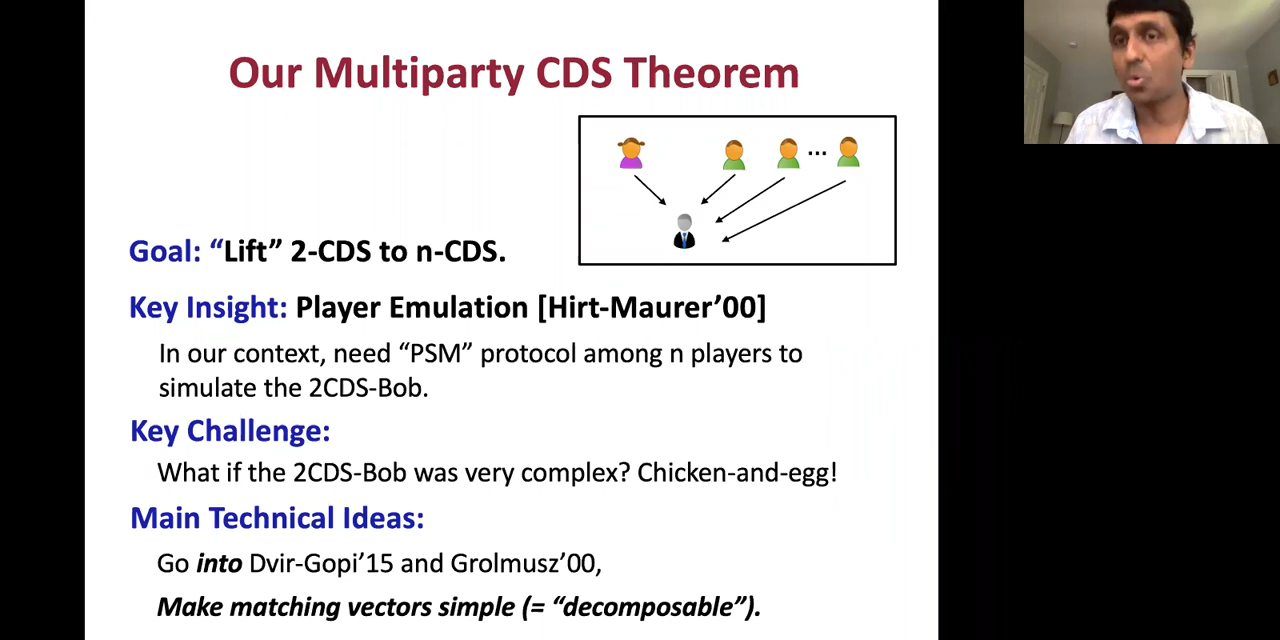 Our Multiparty CDS Theorem
...
Goal: “Lift” 2-CDS to n-CDS.
Key Insight: Player Emulation [Hirt-Maurer’00]
In our context, need “PSM” protocol among n players to
simulate the 2CDS-Bob.
Key Challenge:
What if the 2CDS-Bob was very complex? Chicken-and-egg!
Main Technical Ideas:
Go into Dvir-Gopi’15 and Grolmusz’00,
Make matching vectors simple (= “decomposable”).